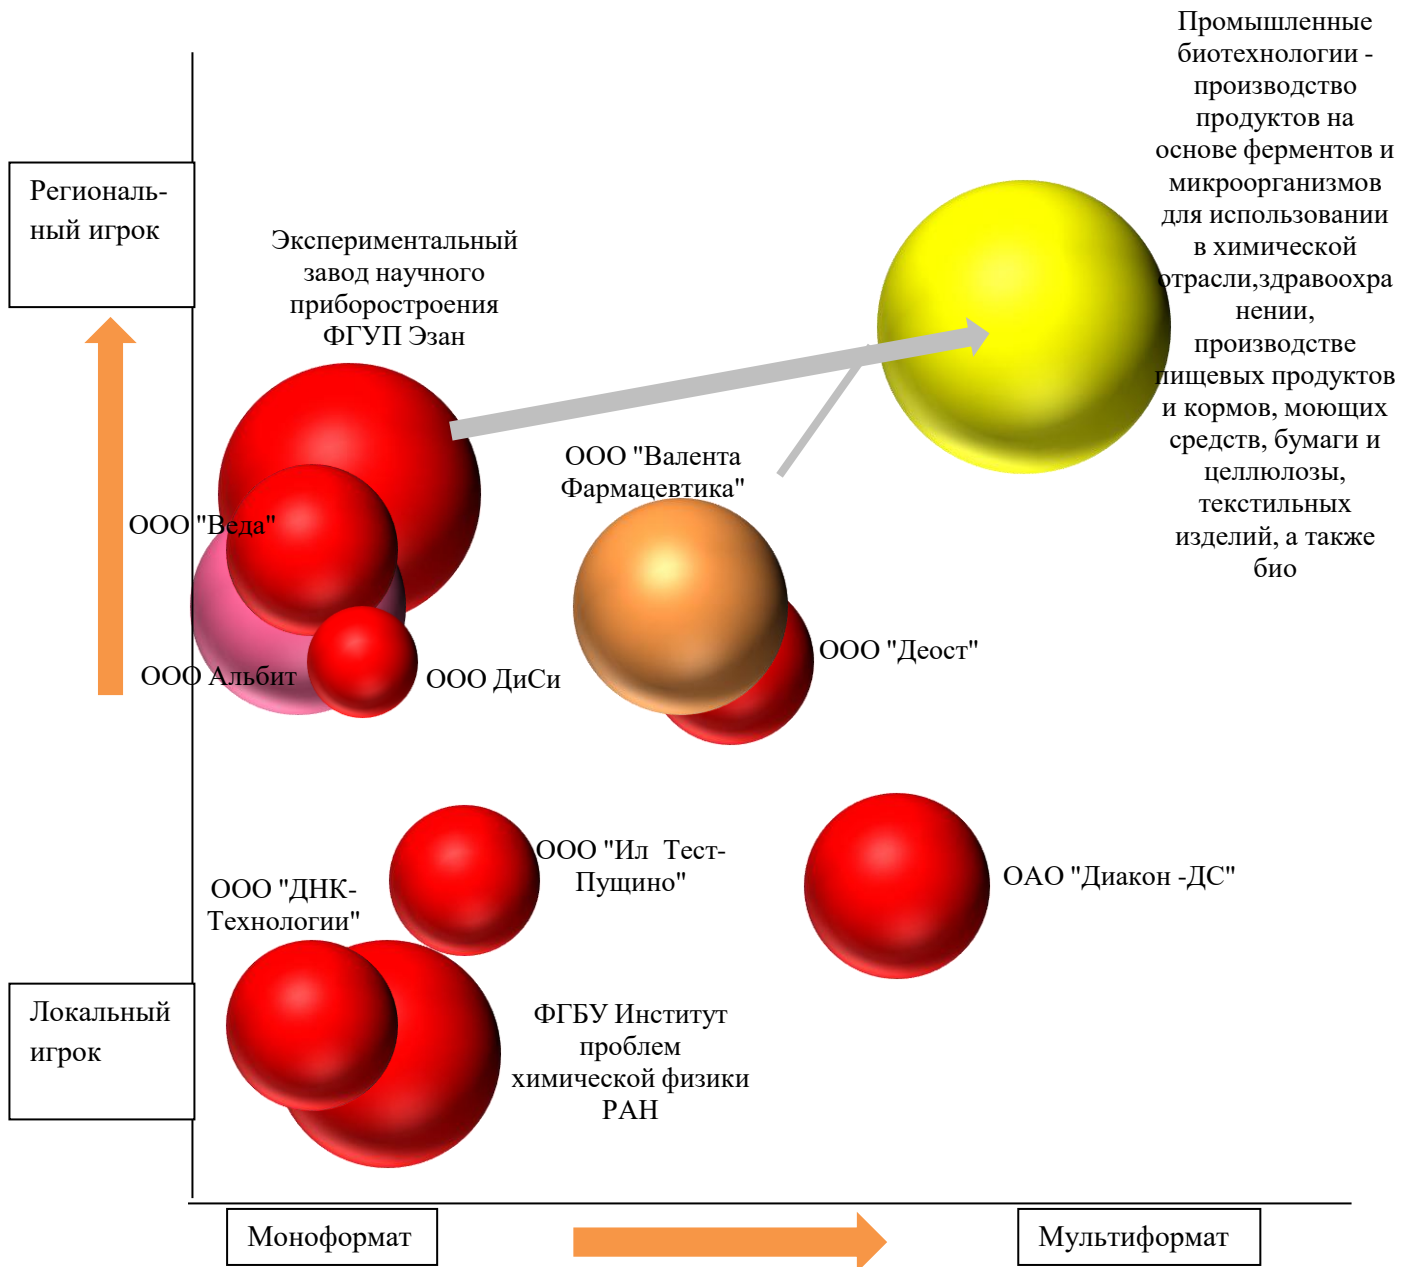 Промышленные
биотехнологии -
производство
продуктов на
основе ферментов и
микроорганизмов
для использовании
в химической
отрасли,здравоохра
нении,
производстве
пищевых продуктов
и кормов, моющих
средств, бумаги и
целлюлозы,
текстильных
изделий, а также
био
Региональ-
ный игрок
Экспериментальный
завод научного
приборостроения
ФГУП Эзан
ООО "Валента
Фармацевтика"
ООО "Веда"
ООО "Деост"
ООО Альбит
ООО ДиСи
ООО "Ил  Тест-
Пущино"
ОАО "Диакон -ДС"
ООО "ДНК-
Технологии"
Локальный
игрок
ФГБУ Институт
проблем
химической физики
РАН
Моноформат
Мультиформат